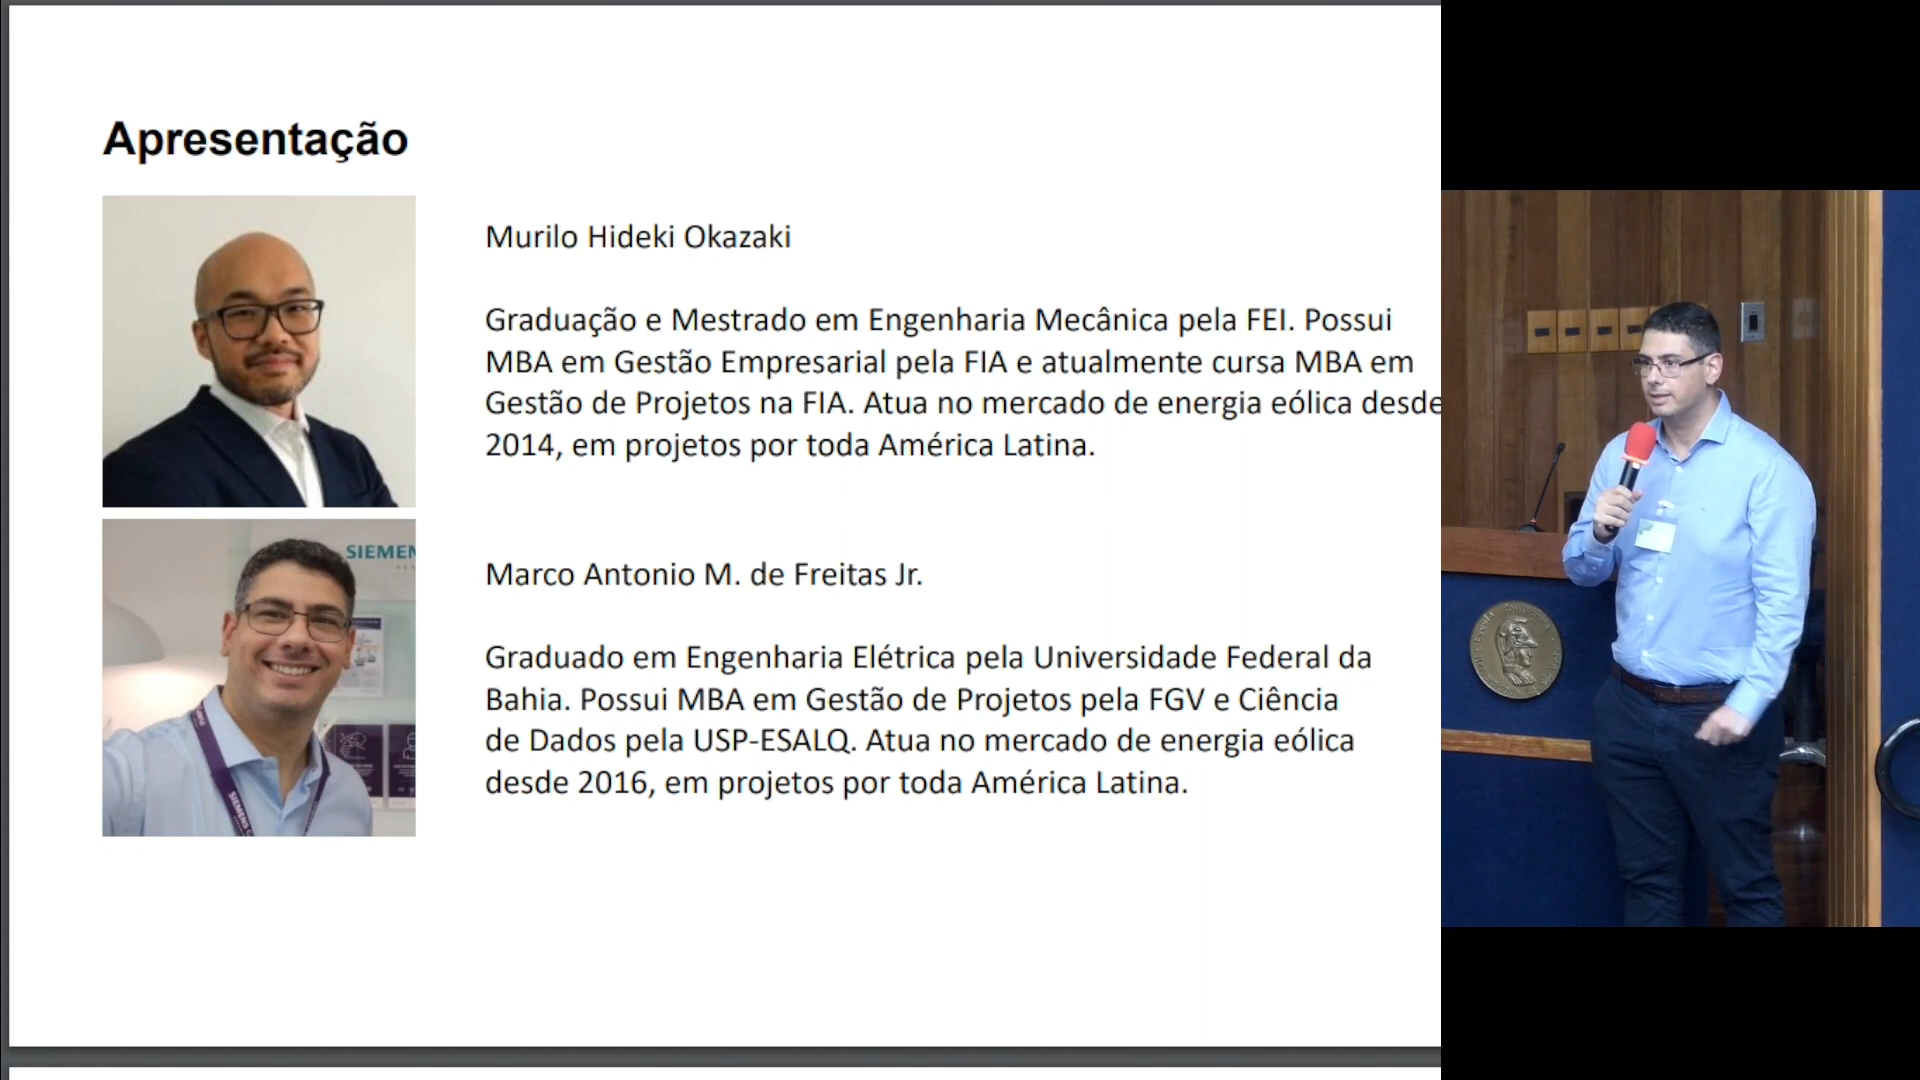 Apresentação
Murilo Hideki Okazaki
Graduação e Mestrado em Engenharia Mecânica pela FEI. Possui
MBA em Gestão Empresarial pela FIA e atualmente cursa MBA em
Gestão de Projetos na FIA. Atua no mercado de energia eólica desde
2014, em projetos por toda América Latina.
SIEMEN
Marco Antonio M. de Freitas Jr.
Graduado em Engenharia Elétrica pela Universidade Federal da
Bahia. Possui MBA em Gestão de Projetos pela FGV e Ciência
de Dados pela USP-ESALQ. Atua no mercado de energia eólica
desde 2016, em projetos por toda América Latina.
SIEMENS